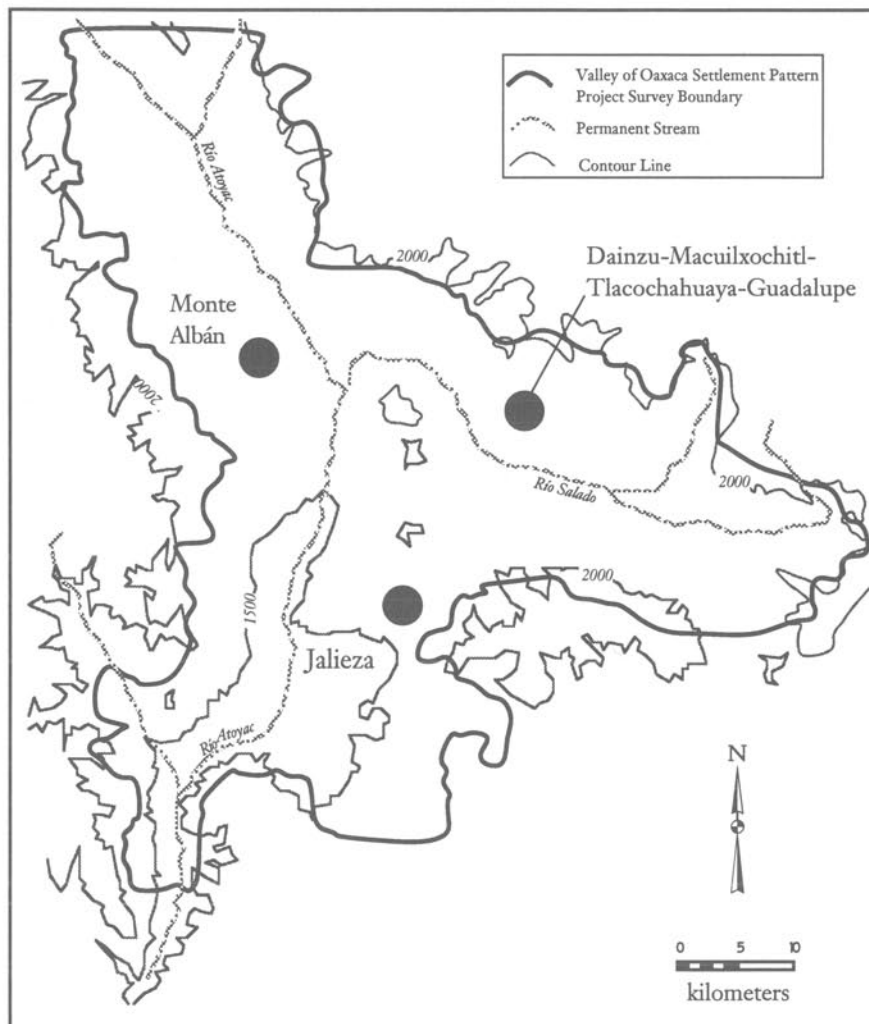 Valley of Oaxaca Settlement Pattern
Project Survey Boundary
Permanent Stream
Contour Line
Río Atoyac
2000
Dainzu-Macuilxochitl-
Tlacochahuaya-Guadalupe
Monte
Albán
2000
Río Salado
2000
2000
1500
Jalieza
Río Atoyac
N
0 5 10
kilometers